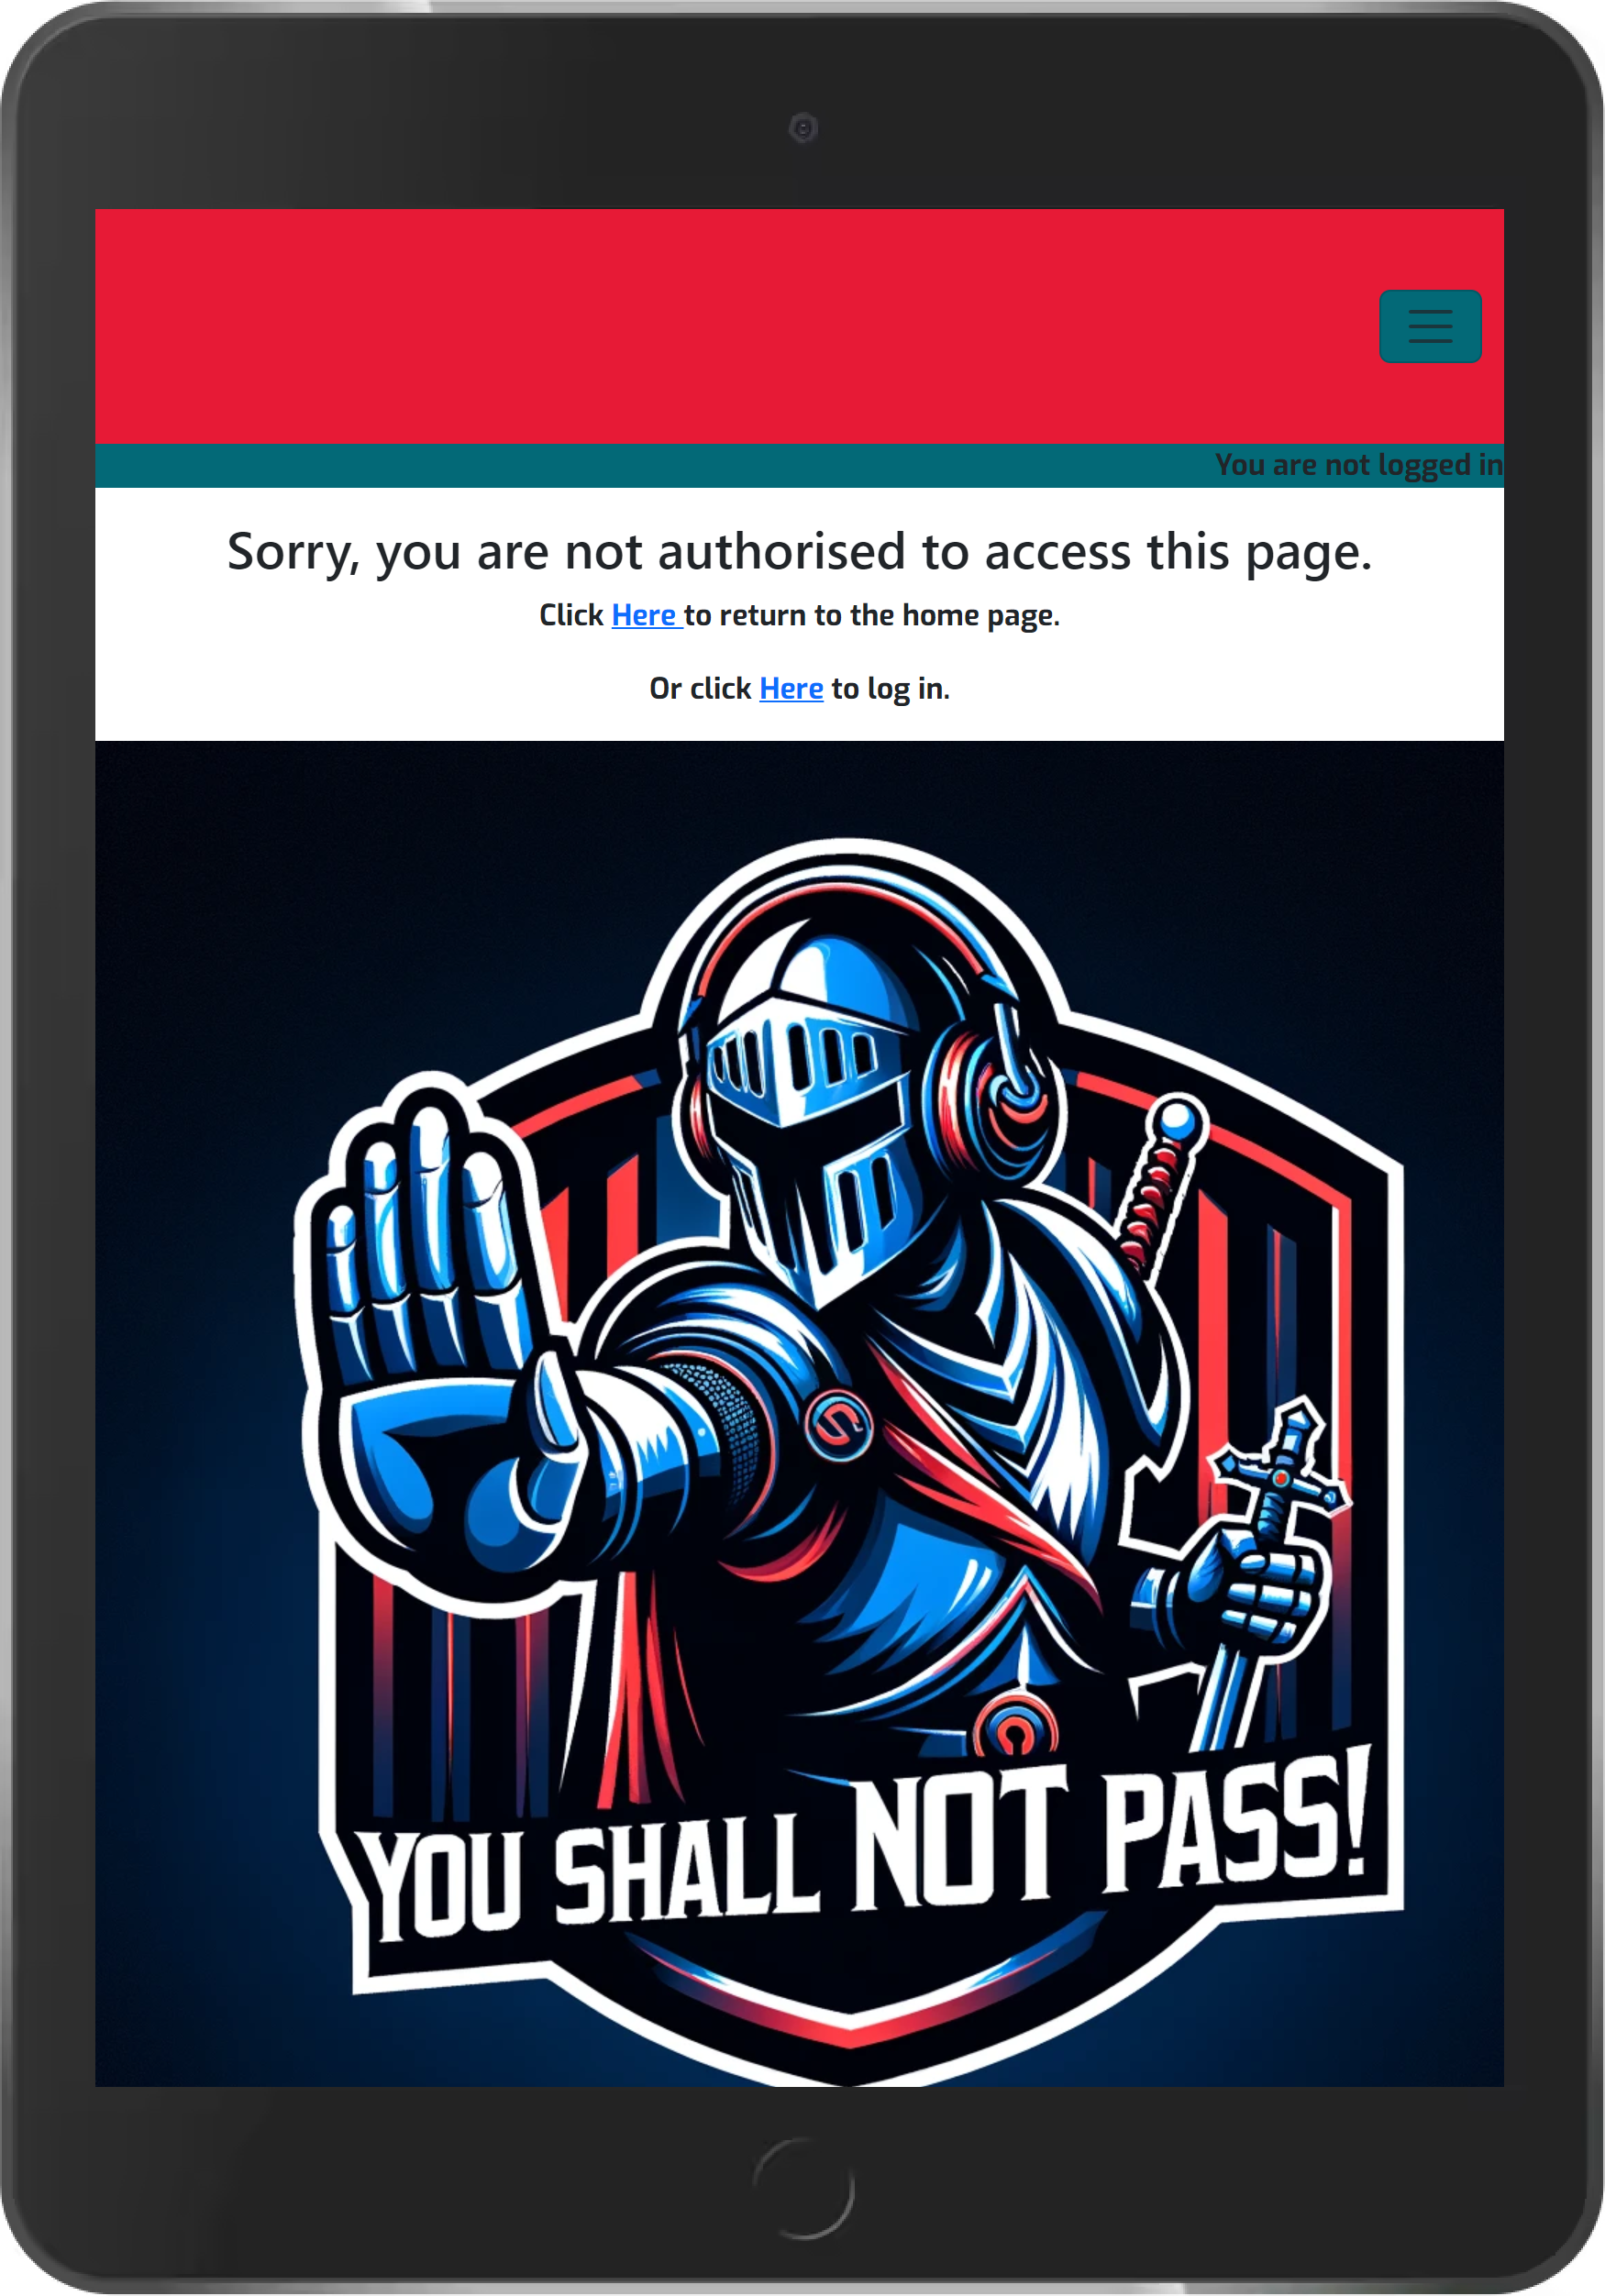 You are not logged in
Sorry, you are not authorised to access this page.
Click Here to return to the home page.
Or click Here to log in.
YOU SHALL NOT PASS!